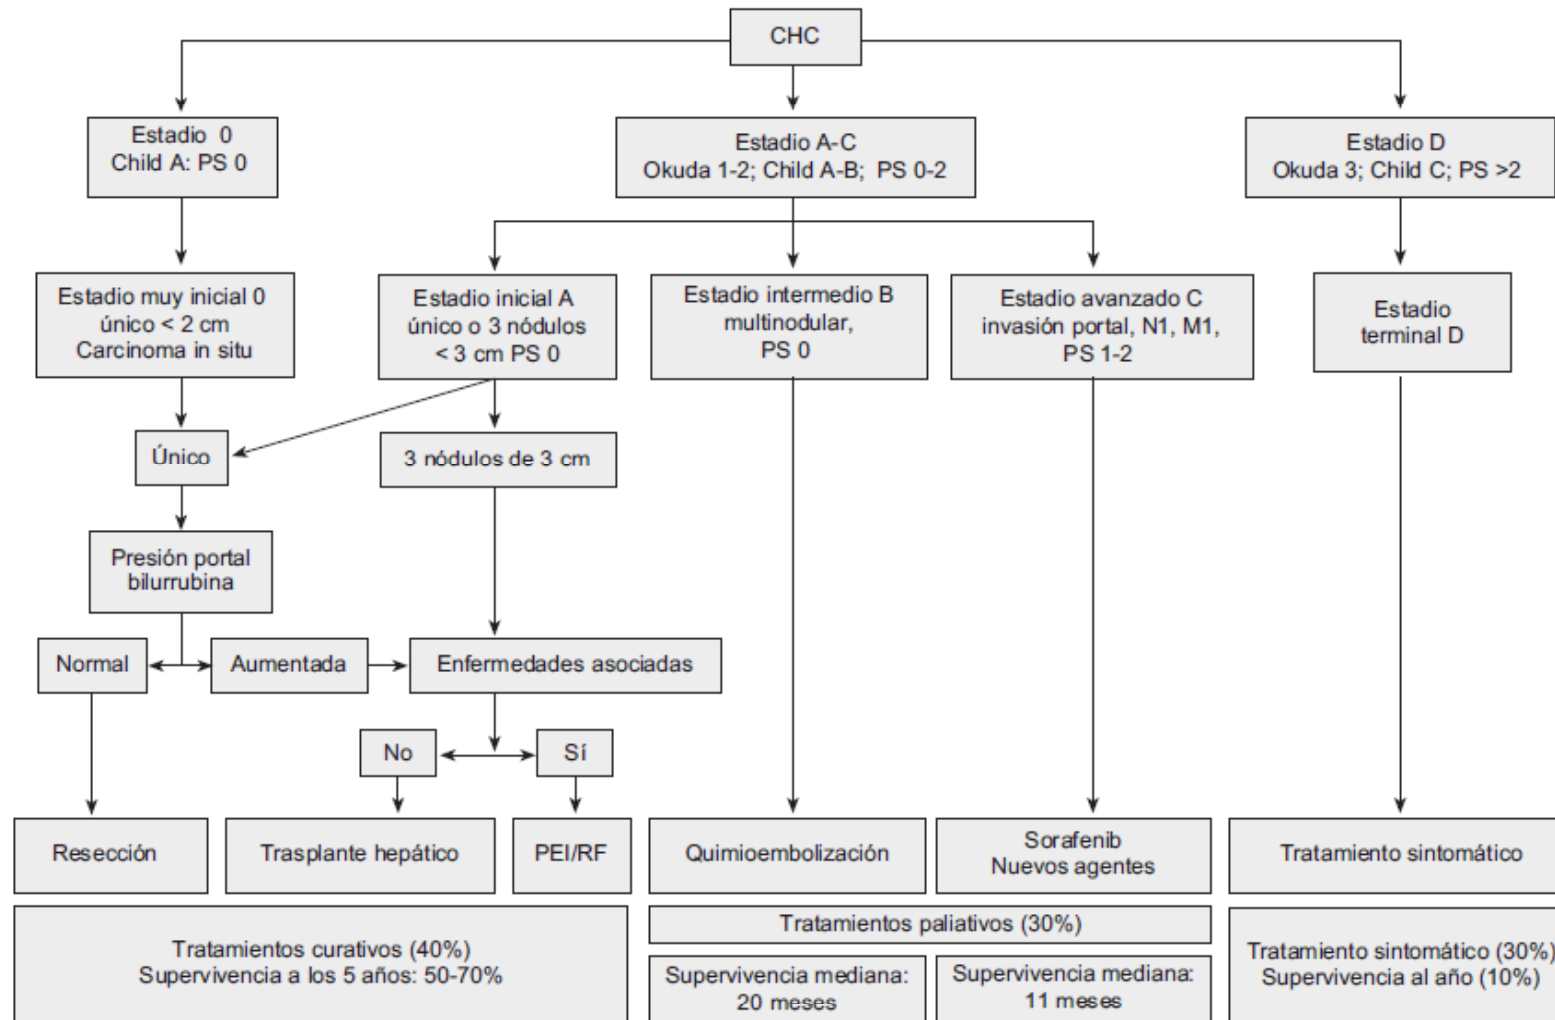 CHC
Estadio 0
Child A: PS 0
Estadio A-C
Okuda 1-2; Child A-B; PS 0-2
Estadio D
Okuda 3; Child C; PS >2
Estadio muy inicial 0
único < 2 cm
Carcinoma in situ
Estadio inicial A
único o 3 nódulos
< 3 cm PS 0
Estadio intermedio B
multinodular,
PS 0
Estadio avanzado C
invasión portal, N1, M1,
PS 1-2
Estadio
terminal D
Único
3 nódulos de 3 cm
Presión portal
bilurrubina
Normal
Aumentada
Enfermedades asociadas
No
Sí
Resección
Trasplante hepático
PEI/RF
Quimioembolización
Sorafenib
Nuevos agentes
Tratamiento sintomático
Tratamientos curativos (40%)
Supervivencia a los 5 años: 50-70%
Tratamientos paliativos (30%)
Supervivencia mediana:
20 meses
Supervivencia mediana:
11 meses
Tratamiento sintomático (30%)
Supervivencia al año (10%)